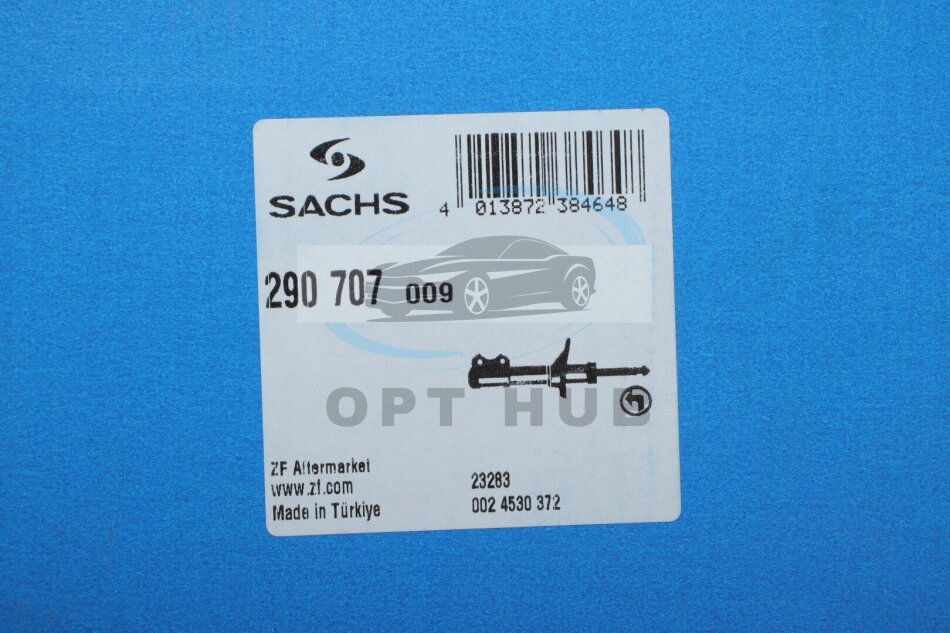 SACHS
4 013872 384648
290 707 009
OPT HUB
ZF Aftermarket
www.zf.com
Made in Türkiye
23283
002 4530 372